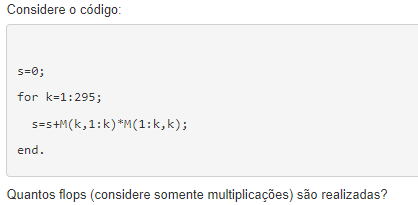 Considere o código:
s=0;
for k=1:295;
s=s+M(k,1:k)*M(1:k,k);
end.
Quantos flops (considere somente multiplicações) são realizadas?